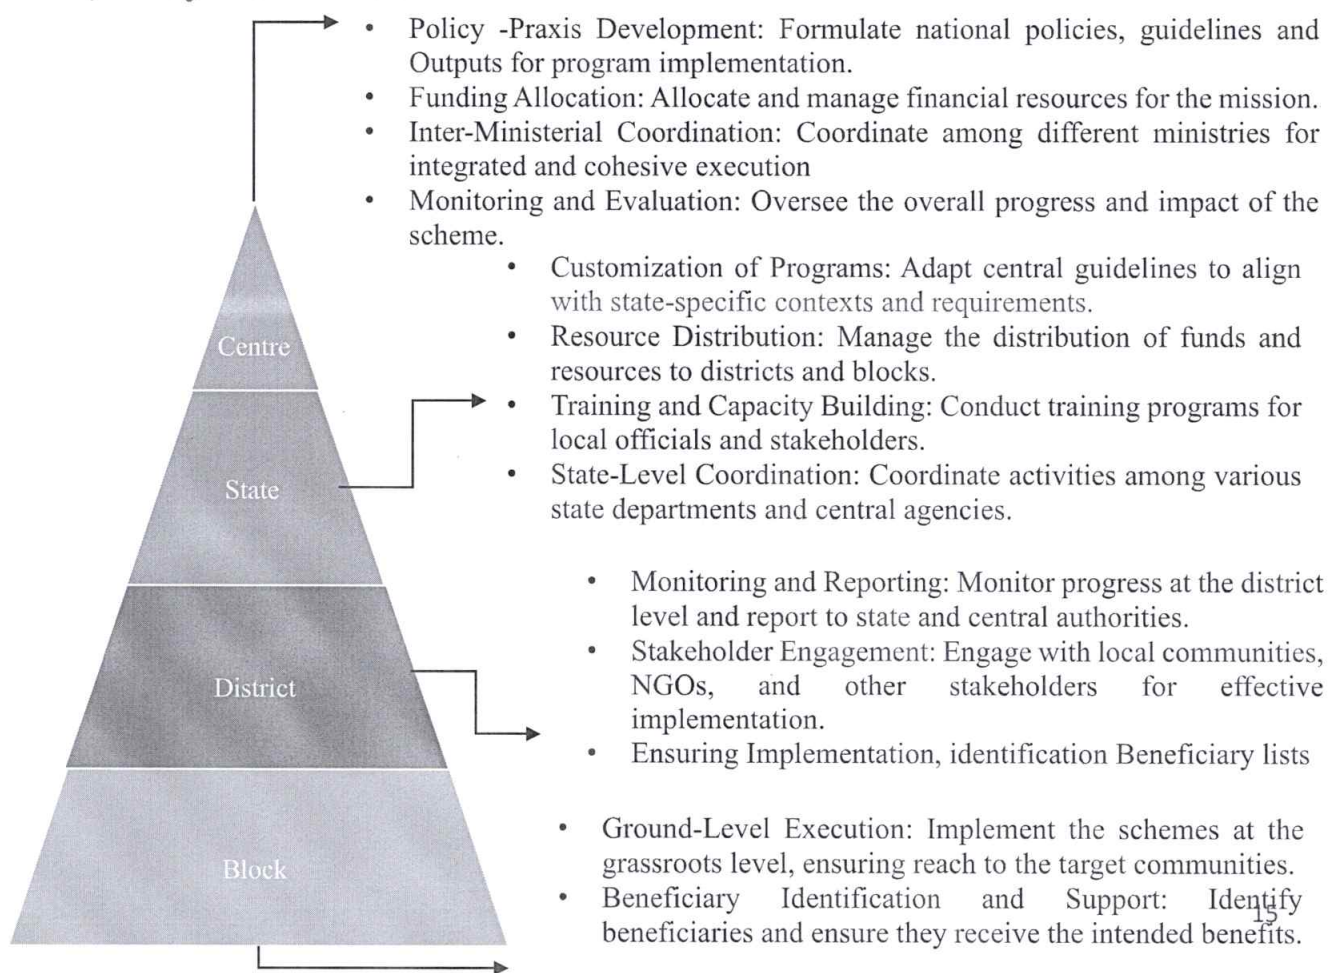 • Policy -Praxis Development: Formulate national policies, guidelines and
Outputs for program implementation.
• Funding Allocation: Allocate and manage financial resources for the mission.
• Inter-Ministerial Coordination: Coordinate among different ministries for
integrated and cohesive execution
• Monitoring and Evaluation: Oversee the overall progress and impact of the
scheme.
Centre
• Customization of Programs: Adapt central guidelines to align
with state-specific contexts and requirements.
• Resource Distribution: Manage the distribution of funds and
resources to districts and blocks.
• Training and Capacity Building: Conduct training programs for
local officials and stakeholders.
• State-Level Coordination: Coordinate activities among various
state departments and central agencies.
State
• Monitoring and Reporting: Monitor progress at the district
level and report to state and central authorities.
• Stakeholder Engagement: Engage with local communities,
NGOs, and other stakeholders for effective
implementation.
• Ensuring Implementation, identification Beneficiary lists
District
• Ground-Level Execution: Implement the schemes at the
grassroots level, ensuring reach to the target communities.
• Beneficiary Identification and Support: Identify
beneficiaries and ensure they receive the intended benefits.
Block
15